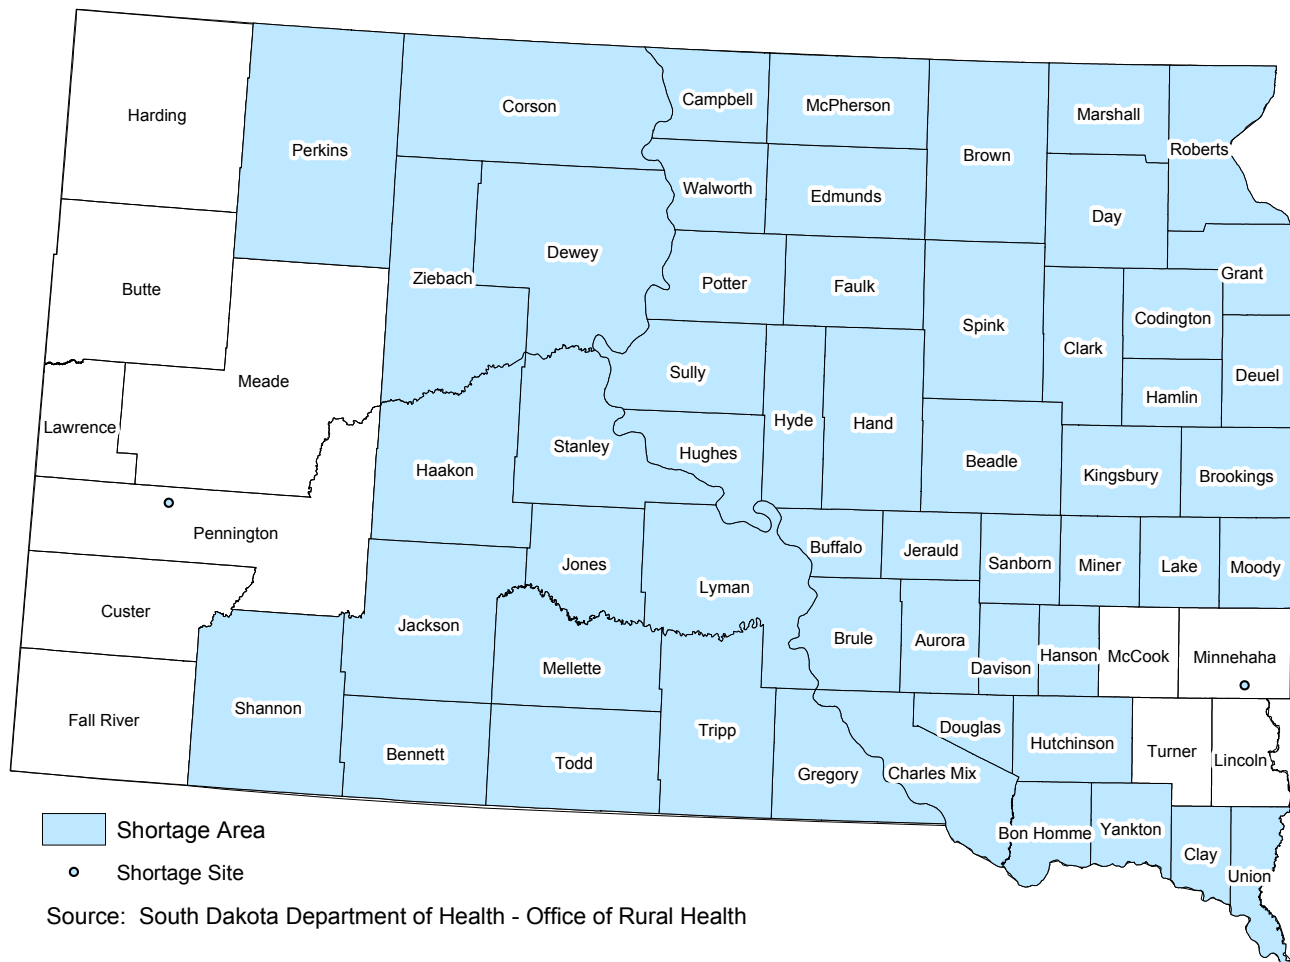 Campbell
McPherson
Corson
Marshall
Harding
Roberts
Perkins
Brown
Walworth
Edmunds
Day
Dewey
Grant
Ziebach
Potter
Faulk
Butte
Codington
Spink
Clark
Sully
Deuel
Meade
Hamlin
Hyde
Hand
Lawrence
Stanley
Hughes
Beadle
Haakon
Kingsbury
Brookings
Pennington
Buffalo
Jerauld
Jones
Sanborn
Miner
Lake
Moody
Lyman
Custer
Jackson
Brule
Aurora
Hanson
McCook
Minnehaha
Mellette
Davison
Shannon
Fall River
Tripp
Douglas
Hutchinson
Bennett
Todd
Turner
Lincoln
Gregory
Charles Mix
Shortage Area
Bon Homme
Yankton
Clay
Shortage Site
Union
Source: South Dakota Department of Health - Office of Rural Health